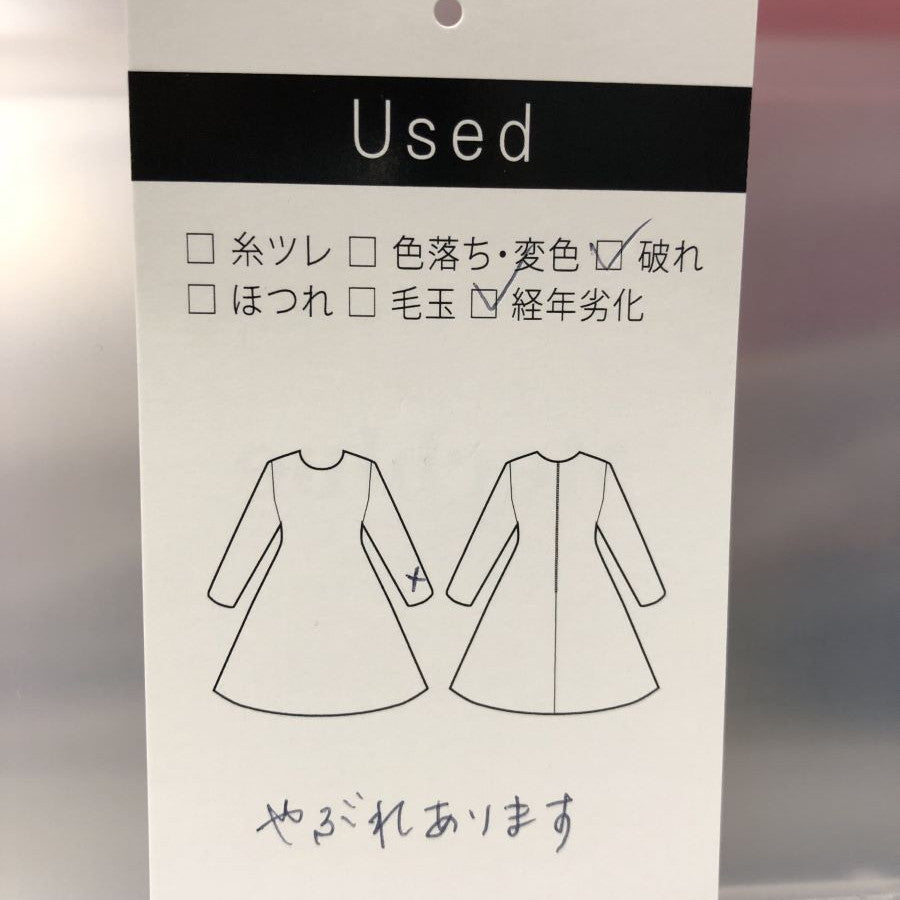 Used
□ 糸ツレ □ 色落ち・変色 ☑ 破れ
□ ほつれ □ 毛玉 ☑ 経年劣化
やぶれあります